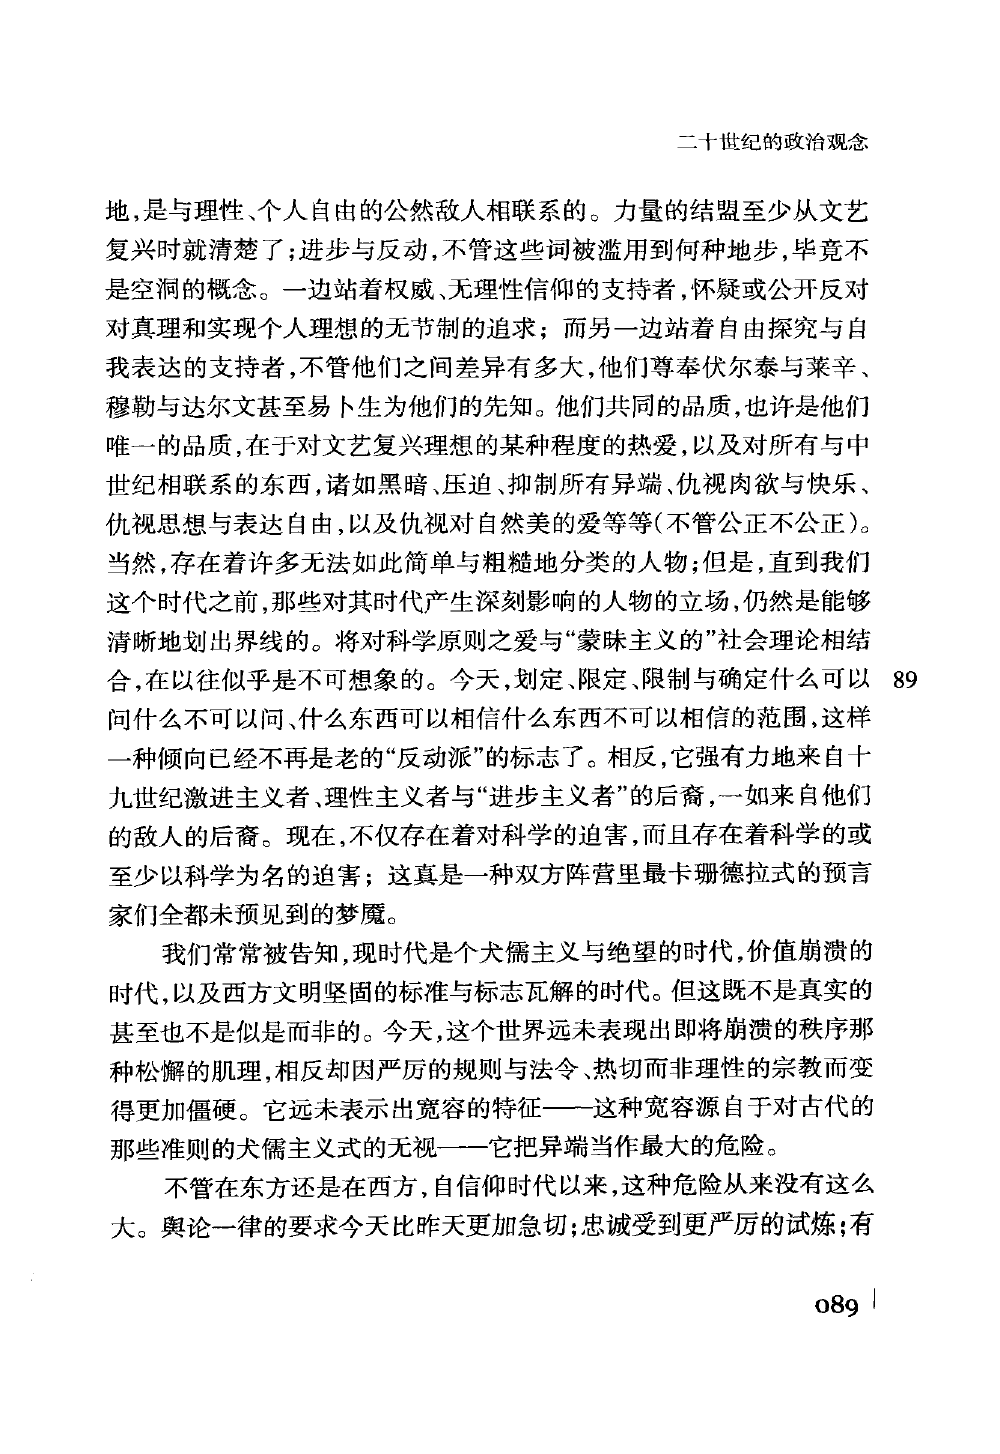 二十世纪的政治观念
地，是与理性、个人自由的公然敌人相联系的。力量的结盟至少从文艺
复兴时就清楚了；进步与反动，不管这些词被滥用到何种地步，毕竟不
是空洞的概念。一边站着权威、无理性信仰的支持者，怀疑或公开反对
对真理和实现个人理想的无节制的追求；而另一边站着自由探究与自
我表达的支持者，不管他们之间差异有多大，他们尊奉伏尔泰与莱辛、
穆勒与达尔文甚至易卜生为他们的先知。他们共同的品质，也许是他们
唯一的品质，在于对文艺复兴理想的某种程度的热爱，以及对所有与中
世纪相联系的东西，诸如黑暗、压迫、抑制所有异端、仇视肉欲与快乐、
仇视思想与表达自由，以及仇视对自然美的爱等等（不管公正不公正）。
当然，存在着许多无法如此简单与粗糙地分类的人物；但是，直到我们
这个时代之前，那些对其时代产生深刻影响的人物的立场，仍然是能够
清晰地划出界线的。将对科学原则之爱与“蒙昧主义的”社会理论相结
合，在以往似乎是不可想象的。今天，划定、限定、限制与确定什么可以 89
问什么不可以问、什么东西可以相信什么东西不可以相信的范围，这样
一种倾向已经不再是老的“反动派”的标志了。相反，它强有力地来自十
九世纪激进主义者、理性主义者与“进步主义者”的后裔，一如来自他们
的敌人的后裔。现在，不仅存在着对科学的迫害，而且存在着科学的或
至少以科学为名的迫害；这真是一种双方阵营里最卡珊德拉式的预言
家们全都未预见到的梦魇。
我们常常被告知，现时代是个犬儒主义与绝望的时代，价值崩溃的
时代，以及西方文明坚固的标准与标志瓦解的时代。但这既不是真实的
甚至也不是似是而非的。今天，这个世界远未表现出即将崩溃的秩序那
种松懈的肌理，相反却因严厉的规则与法令、热切而非理性的宗教而变
得更加僵硬。它远未表示出宽容的特征——这种宽容源自于对古代的
那些准则的犬儒主义式的无视——它把异端当作最大的危险。
不管在东方还是在西方，自信仰时代以来，这种危险从来没有这么
大。舆论一律的要求今天比昨天更加急切；忠诚受到更严厉的试炼；有
089